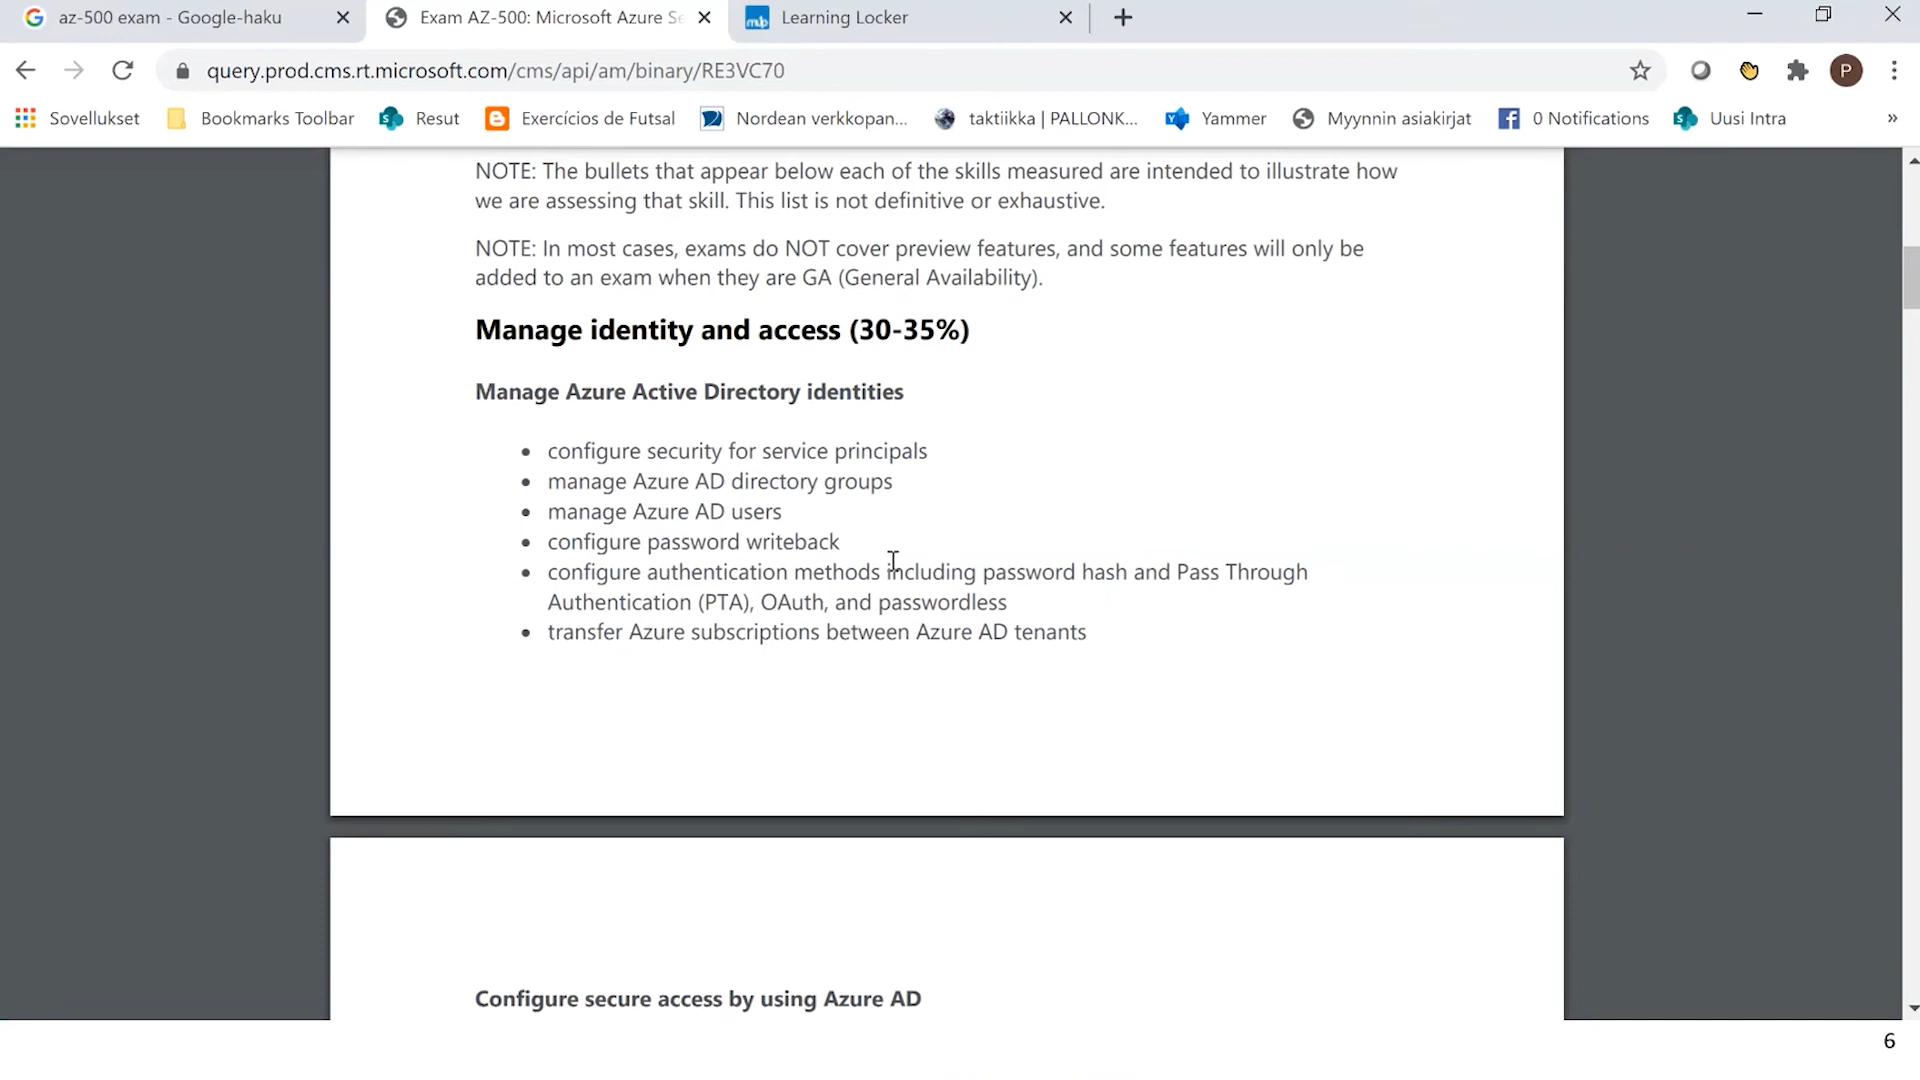 az-500 exam - Google-haku
Exam AZ-500: Microsoft Azure Se
mlp
Learning Locker
query.prod.cms.rt.microsoft.com/cms/api/am/binary/RE3VC70
P
Sovellukset
Bookmarks Toolbar
Resut
Exercícios de Futsal
Nordean verkkopan...
taktiikka | PALLONK...
Yammer
Myynnin asiakirjat
0 Notifications
Uusi Intra
»
NOTE: The bullets that appear below each of the skills measured are intended to illustrate how
we are assessing that skill. This list is not definitive or exhaustive.
NOTE: In most cases, exams do NOT cover preview features, and some features will only be
added to an exam when they are GA (General Availability).
Manage identity and access (30-35%)
Manage Azure Active Directory identities
• configure security for service principals
• manage Azure AD directory groups
• manage Azure AD users
• configure password writeback
• configure authentication methods including password hash and Pass Through
Authentication (PTA), OAuth, and passwordless
• transfer Azure subscriptions between Azure AD tenants
Configure secure access by using Azure AD
6